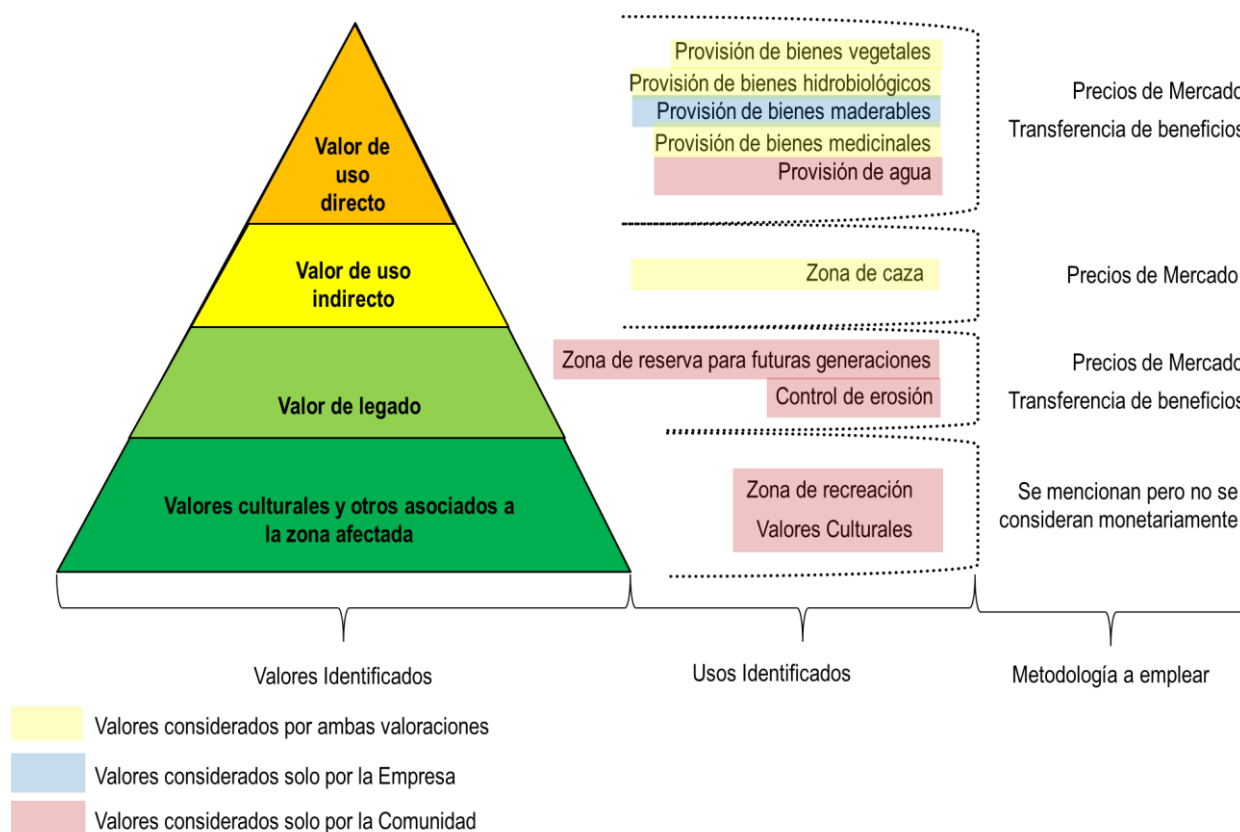 Valor de
uso
directo
Provisión de bienes vegetales
Provisión de bienes hidrobiológicos
Provisión de bienes maderables
Provisión de bienes medicinales
Provisión de agua
Precios de Mercado
Transferencia de beneficios
Valor de uso
indirecto
Zona de caza
Precios de Mercado
Valor de legado
Zona de reserva para futuras generaciones
Control de erosión
Precios de Mercado
Transferencia de beneficios
Valores culturales y otros asociados a
la zona afectada
Zona de recreación
Valores Culturales
Se mencionan pero no se
consideran monetariamente
Valores Identificados
Usos Identificados
Metodología a emplear
Valores considerados por ambas valoraciones
Valores considerados solo por la Empresa
Valores considerados solo por la Comunidad